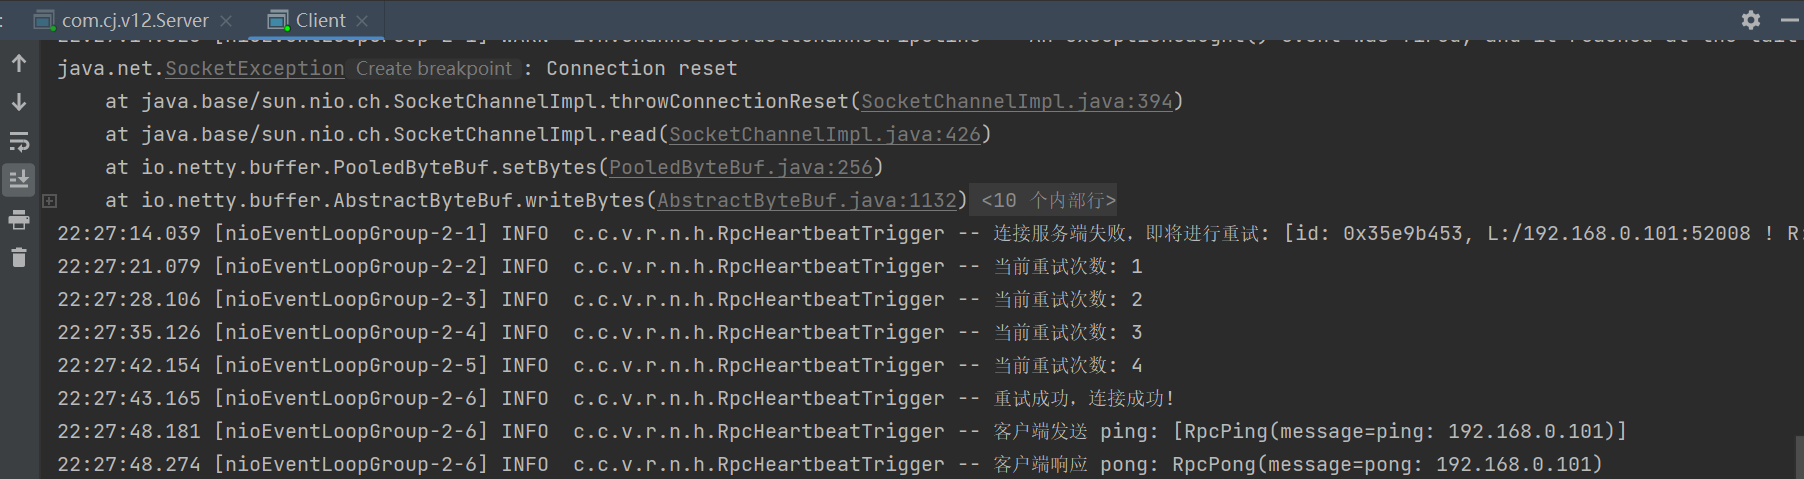 com.cj.v12.Server × Client ×
java.net.SocketException Create breakpoint : Connection reset
at java.base/sun.nio.ch.SocketChannelImpl.throwConnectionReset(SocketChannelImpl.java:394)
at java.base/sun.nio.ch.SocketChannelImpl.read(SocketChannelImpl.java:426)
at io.netty.buffer.PooledByteBuf.setBytes(PooledByteBuf.java:256)
at io.netty.buffer.AbstractByteBuf.writeBytes(AbstractByteBuf.java:1132) <10 个内部行>
22:27:14.039 [nioEventLoopGroup-2-1] INFO  c.c.v.r.n.h.RpcHeartbeatTrigger -- 连接服务端失败，即将进行重试: [id: 0x35e9b453, L:/192.168.0.101:52008 ! R:
22:27:21.079 [nioEventLoopGroup-2-2] INFO  c.c.v.r.n.h.RpcHeartbeatTrigger -- 当前重试次数: 1
22:27:28.106 [nioEventLoopGroup-2-3] INFO  c.c.v.r.n.h.RpcHeartbeatTrigger -- 当前重试次数: 2
22:27:35.126 [nioEventLoopGroup-2-4] INFO  c.c.v.r.n.h.RpcHeartbeatTrigger -- 当前重试次数: 3
22:27:42.154 [nioEventLoopGroup-2-5] INFO  c.c.v.r.n.h.RpcHeartbeatTrigger -- 当前重试次数: 4
22:27:43.165 [nioEventLoopGroup-2-6] INFO  c.c.v.r.n.h.RpcHeartbeatTrigger -- 重试成功，连接成功!
22:27:48.181 [nioEventLoopGroup-2-6] INFO  c.c.v.r.n.h.RpcHeartbeatTrigger -- 客户端发送 ping: [RpcPing(message=ping: 192.168.0.101)]
22:27:48.274 [nioEventLoopGroup-2-6] INFO  c.c.v.r.n.h.RpcHeartbeatTrigger -- 客户端响应 pong: RpcPong(message=pong: 192.168.0.101)